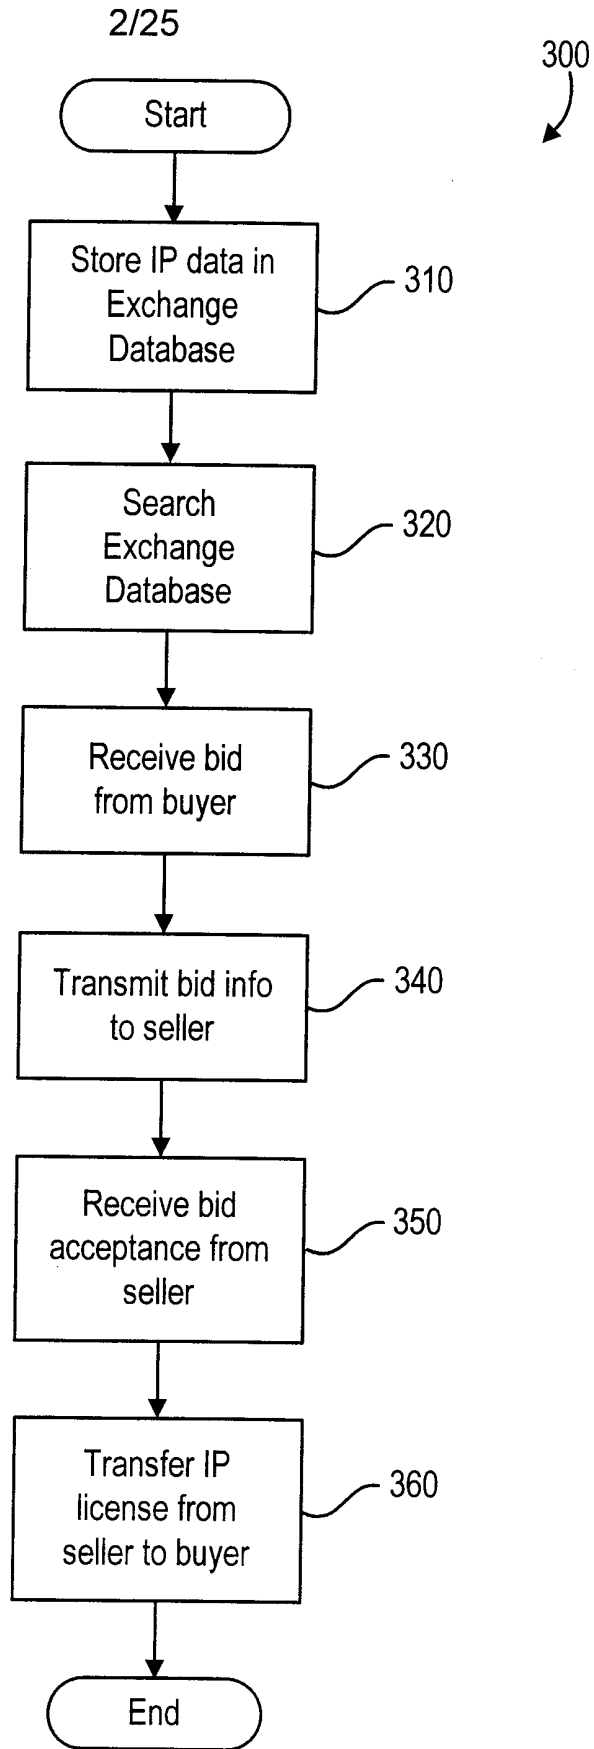 2/25
300
Start
Store IP data in
Exchange
Database
310
Search
Exchange
Database
320
Receive bid
from buyer
330
Transmit bid info
to seller
340
Receive bid
acceptance from
seller
350
Transfer IP
license from
seller to buyer
360
End